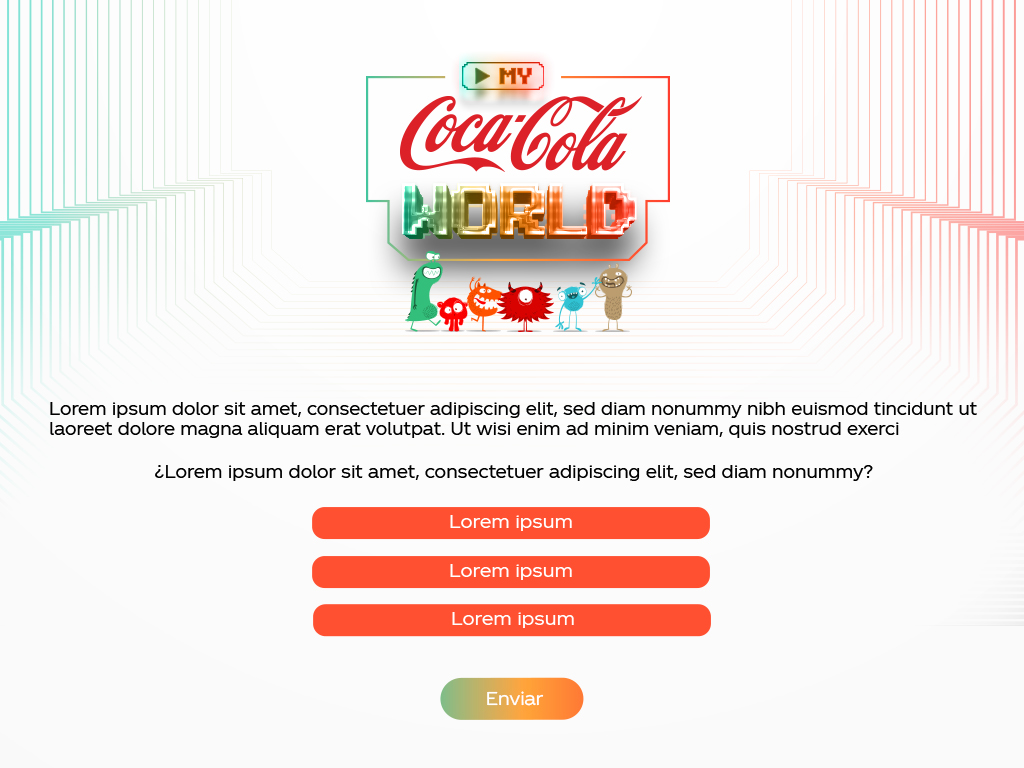 MY
Coca-Cola
WORLD
Lorem ipsum dolor sit amet, consectetuer adipiscing elit, sed diam nonummy nibh euismod tincidunt ut
laoreet dolore magna aliquam erat volutpat. Ut wisi enim ad minim veniam, quis nostrud exerci
¿Lorem ipsum dolor sit amet, consectetuer adipiscing elit, sed diam nonummy?
Lorem ipsum
Lorem ipsum
Lorem ipsum
Enviar